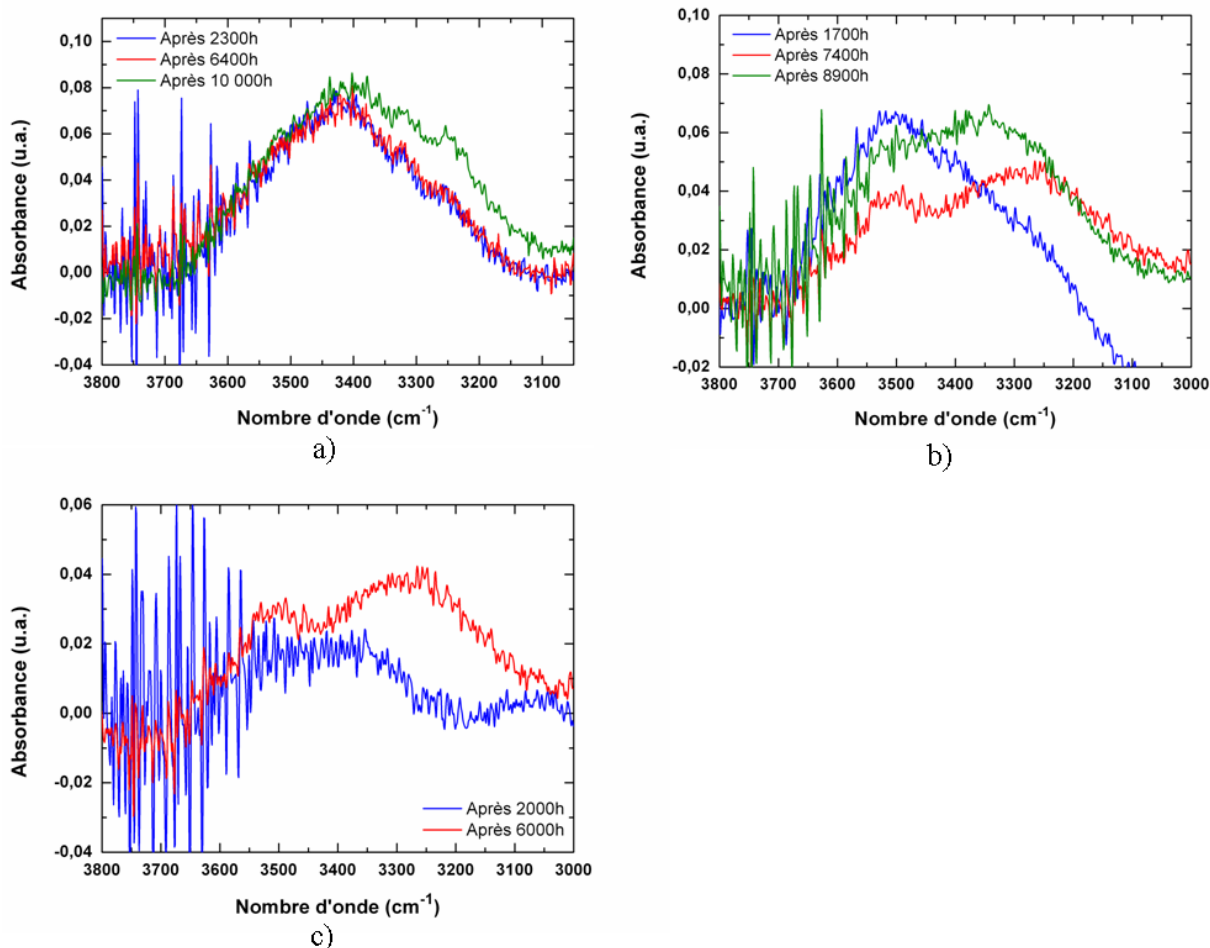 0,10
0,08
0,06
0,04
0,02
0,00
-0,02
-0,04
Absorbance (u.a.)
Après 2300h
Après 6400h
Après 10 000h
3800 3700 3600 3500 3400 3300 3200 3100
Nombre d'onde (cm-1)
a)
0,10
0,08
0,06
0,04
0,02
0,00
-0,02
Absorbance (u.a.)
Après 1700h
Après 7400h
Après 8900h
3800 3700 3600 3500 3400 3300 3200 3100 3000
Nombre d'onde (cm-1)
b)
0,06
0,04
0,02
0,00
-0,02
-0,04
Absorbance (u.a.)
Après 2000h
Après 6000h
3800 3700 3600 3500 3400 3300 3200 3100 3000
Nombre d'onde (cm-1)
c)